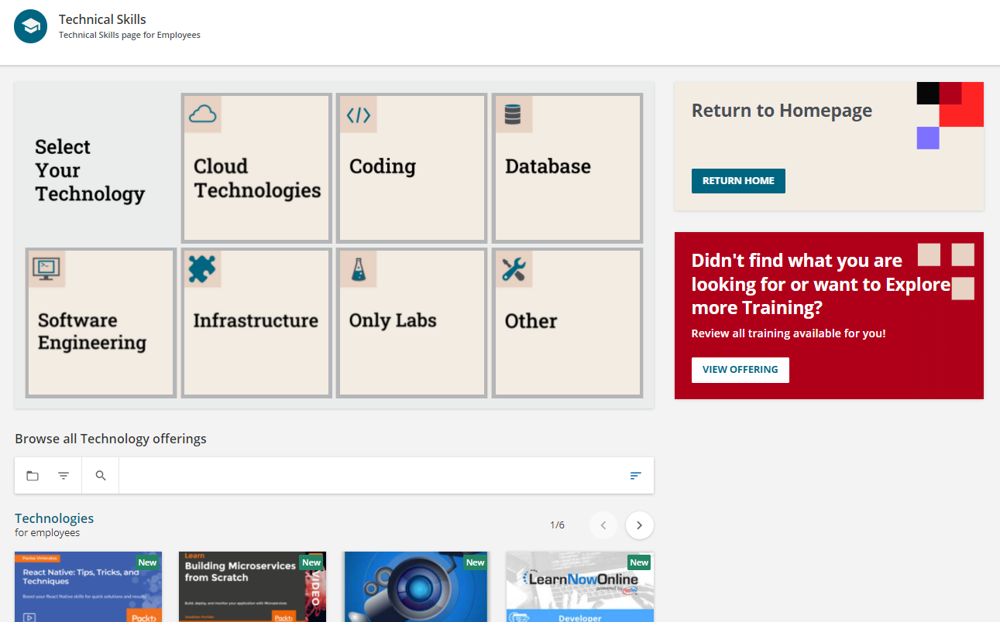 Technical Skills
Technical Skills page for Employees
Select
Your
Technology
Cloud
Technologies
Coding
Database
Software
Engineering
Infrastructure
Only Labs
Other
Return to Homepage
RETURN HOME
Didn't find what you are
looking for or want to Explore
more Training?
Review all training available for you!
VIEW OFFERING
Browse all Technology offerings
Technologies
for employees
1/6
New
React Native: Tips, Tricks, and
Techniques
Boost your React Native skills for quick solutions and results
Packt
New
Learn
Building Microservices
from Scratch
Build, deploy, and monitor your application with Microservices
VIDEO
Packt
New
New
LearnNowOnline
powered by
Developer